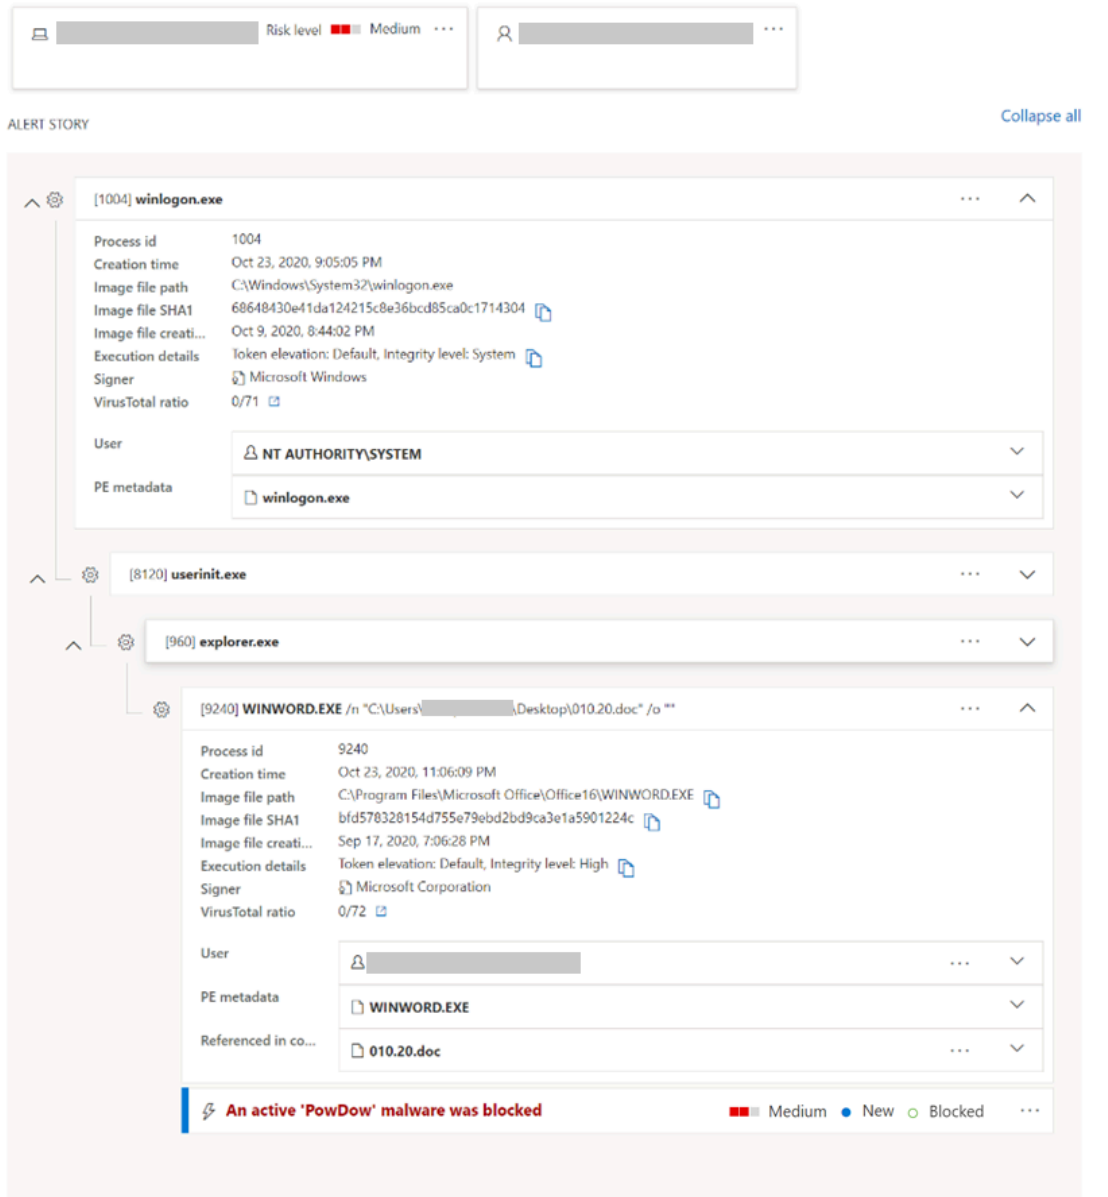 Risk level Medium ...
...
ALERT STORY
Collapse all
[1004] winlogon.exe ...
Process id 1004
Creation time Oct 23, 2020, 9:05:05 PM
Image file path C:\Windows\System32\winlogon.exe
Image file SHA1 68648430e41da124215c8e36bcd85ca0c1714304
Image file creati... Oct 9, 2020, 8:44:02 PM
Execution details Token elevation: Default, Integrity level: System
Signer Microsoft Windows
VirusTotal ratio 0/71
User NT AUTHORITY\SYSTEM
PE metadata winlogon.exe
[8120] userinit.exe ...
[960] explorer.exe ...
[9240] WINWORD.EXE /n "C:\Users\ \Desktop\010.20.doc" /o "" ...
Process id 9240
Creation time Oct 23, 2020, 11:06:09 PM
Image file path C:\Program Files\Microsoft Office\Office16\WINWORD.EXE
Image file SHA1 bfd578328154d755e79ebd2bd9ca3e1a5901224c
Image file creati... Sep 17, 2020, 7:06:28 PM
Execution details Token elevation: Default, Integrity level: High
Signer Microsoft Corporation
VirusTotal ratio 0/72
User ...
PE metadata WINWORD.EXE
Referenced in co... 010.20.doc ...
An active 'PowDow' malware was blocked Medium New Blocked ...